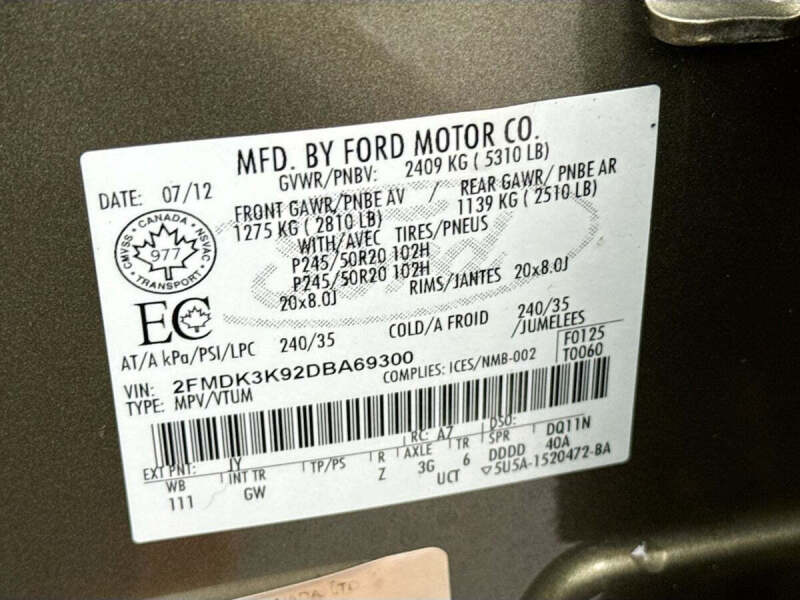 MFD. BY FORD MOTOR CO.
DATE: 07/12
GVWR/PNBV: 2409 KG ( 5310 LB)
FRONT GAWR/PNBE AV / REAR GAWR/ PNBE AR
1275 KG ( 2810 LB) 1139 KG ( 2510 LB)
WITH/AVEC TIRES/PNEUS
P245/50R20 102H
P245/50R20 102H
20x8.0J RIMS/JANTES 20x8.0J
CANADA
CMVSS NSVAC
977
TRANSPORT
Ford
EC
AT/A kPa/PSI/LPC 240/35 COLD/A FROID 240/35 /JUMELEES
VIN: 2FMDK3K92DBA69300 COMPLIES: ICES/NMB-002 F0125
TYPE: MPV/VTUM T0060
EXT PNT: JY RC: A7 DSO: DQ11N
WB INT TR TP/PS R AXLE TR SPR 40A
111 GW Z 3G 6 DDDD
UCT 5U5A-1520472-BA